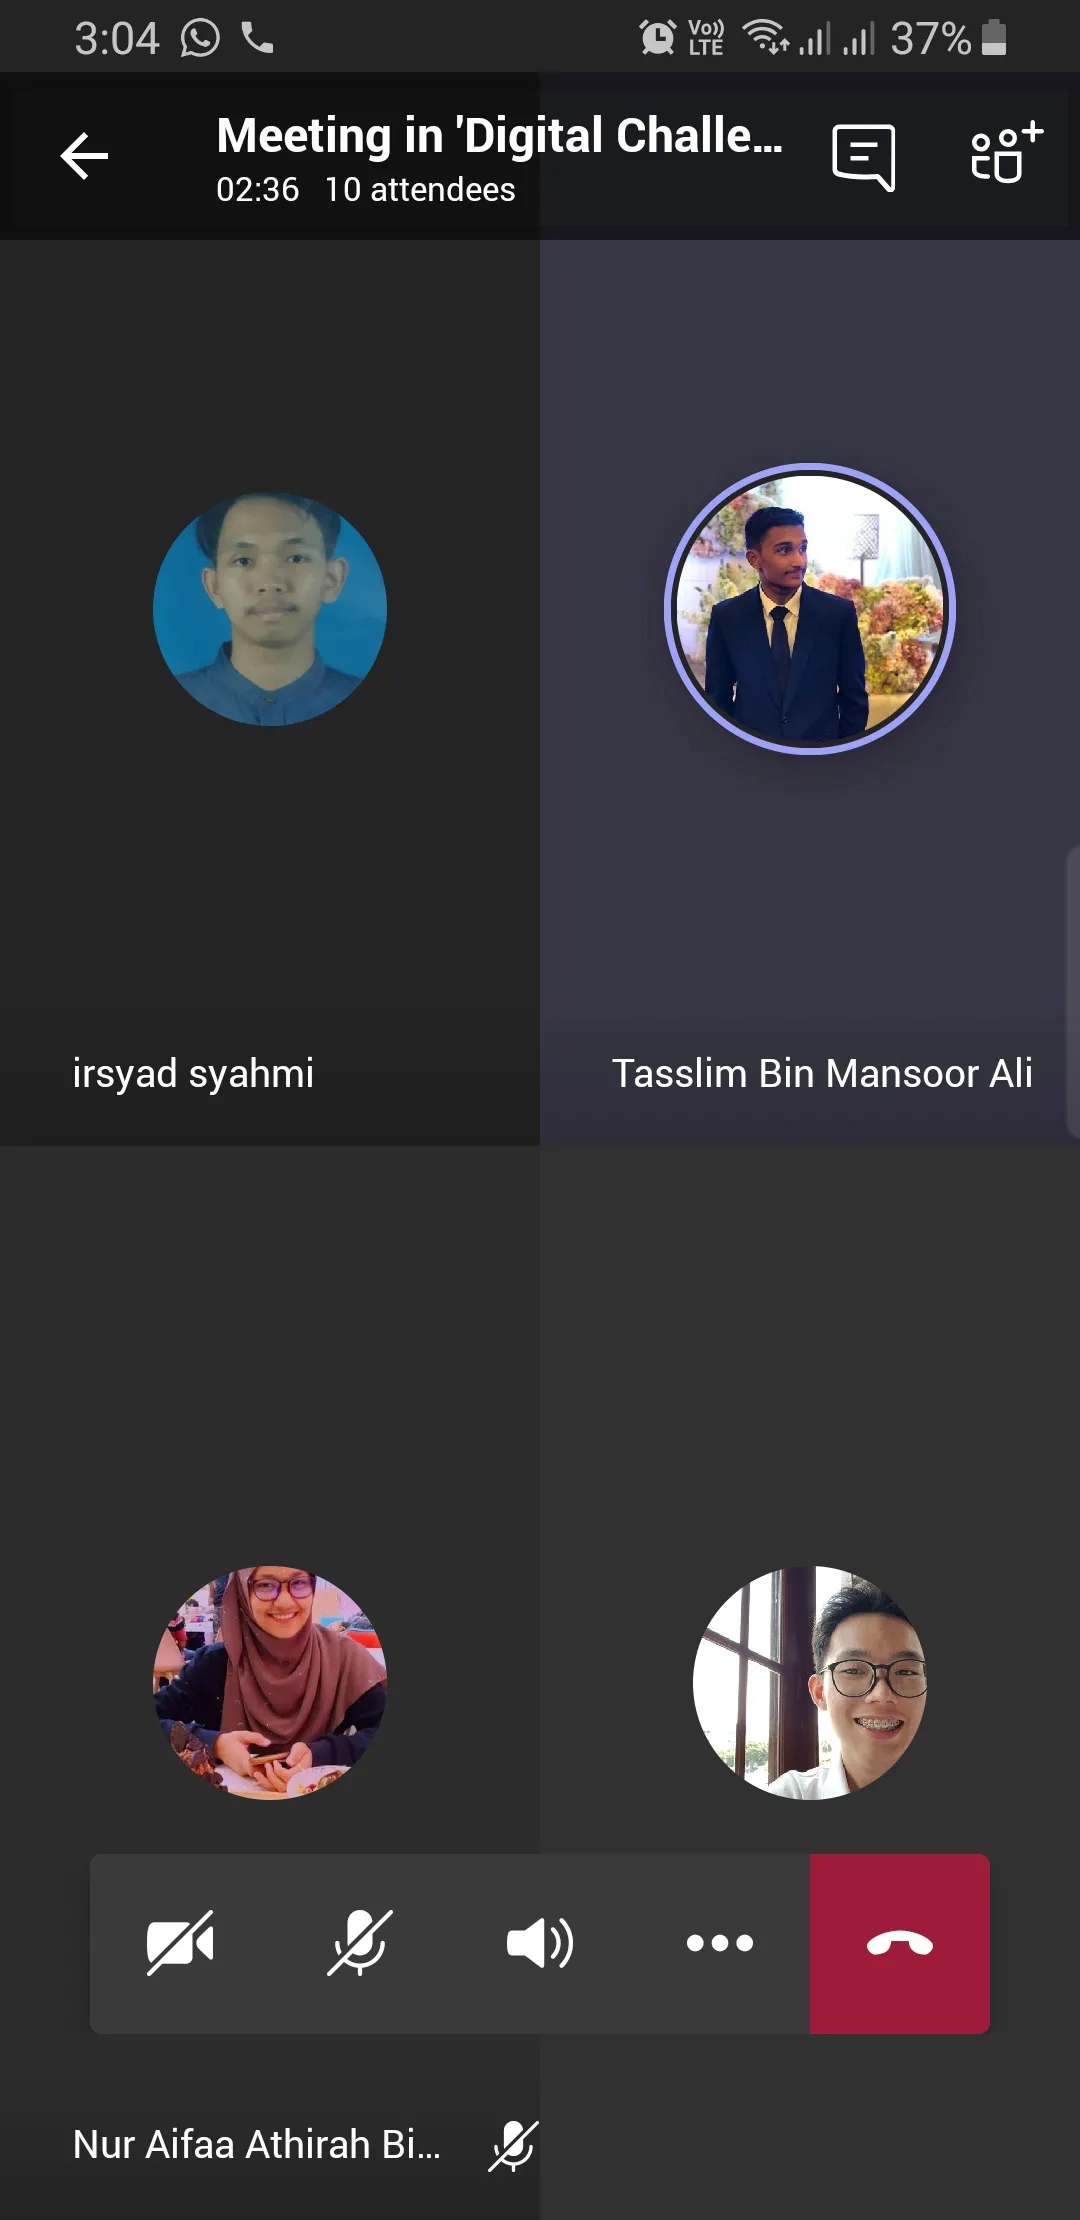 3:04 Vo)) LTE 37%
Meeting in 'Digital Challe...
02:36 10 attendees
irsyad syahmi
Tasslim Bin Mansoor Ali
Nur Aifaa Athirah Bi...